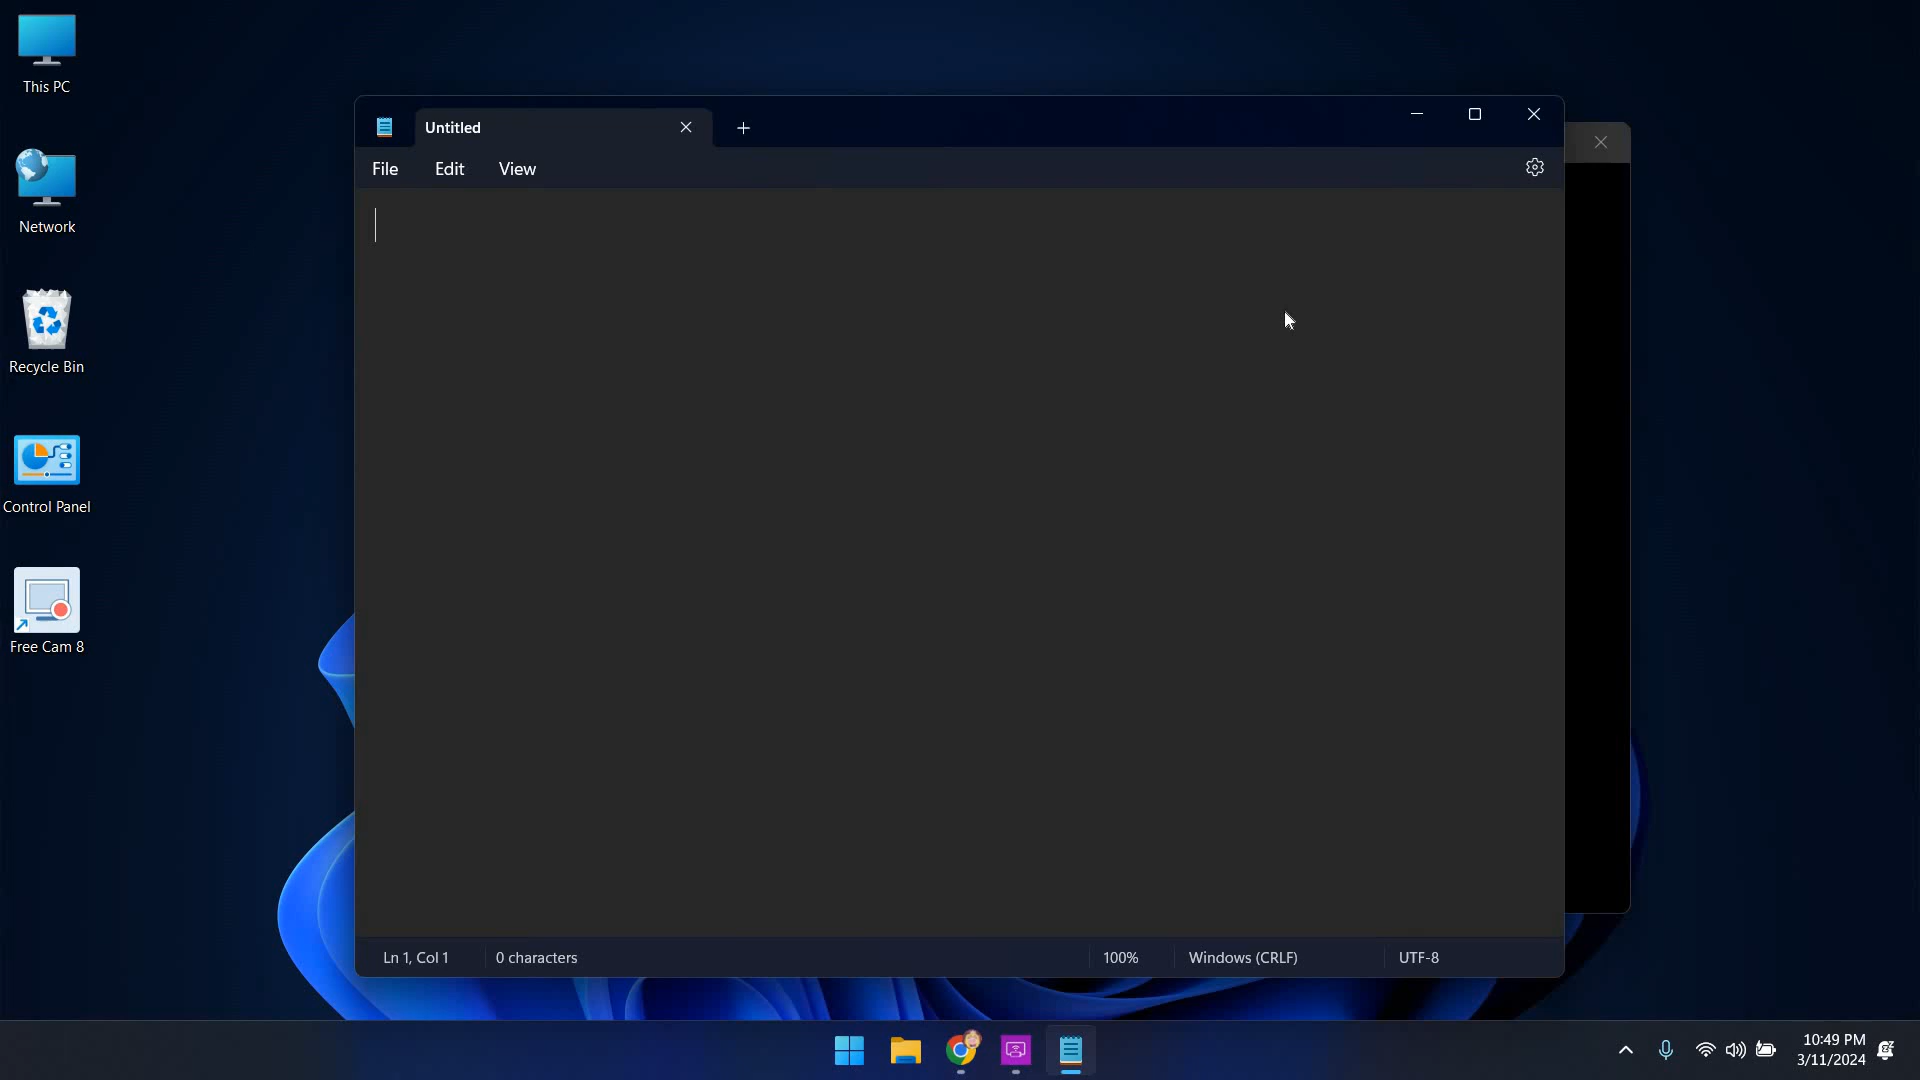 This PC
Network
Recycle Bin
Control Panel
Free Cam 8
Untitled
File Edit View
Ln 1, Col 1 0 characters 100% Windows (CRLF) UTF-8
10:49 PM
3/11/2024